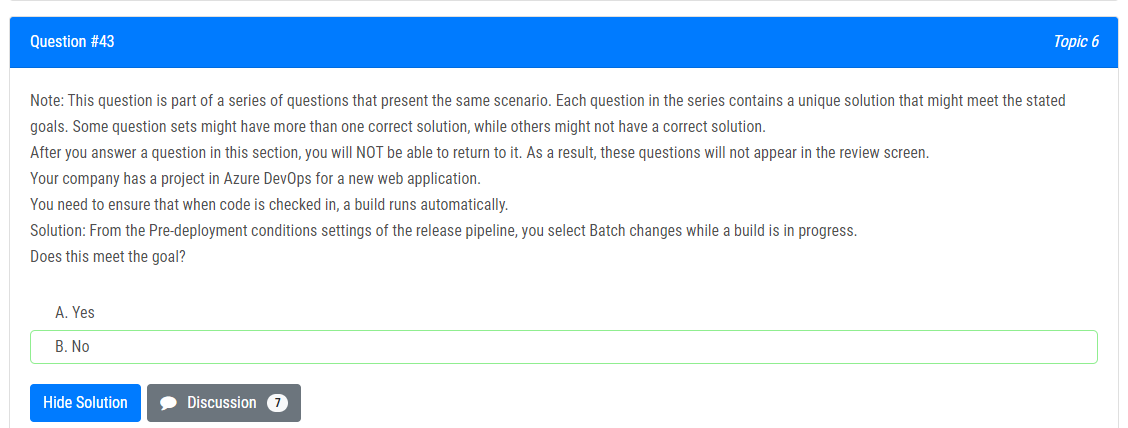 Question #43
Topic 6
Note: This question is part of a series of questions that present the same scenario. Each question in the series contains a unique solution that might meet the stated
goals. Some question sets might have more than one correct solution, while others might not have a correct solution.
After you answer a question in this section, you will NOT be able to return to it. As a result, these questions will not appear in the review screen.
Your company has a project in Azure DevOps for a new web application.
You need to ensure that when code is checked in, a build runs automatically.
Solution: From the Pre-deployment conditions settings of the release pipeline, you select Batch changes while a build is in progress.
Does this meet the goal?
A. Yes
B. No
Hide Solution
Discussion 7